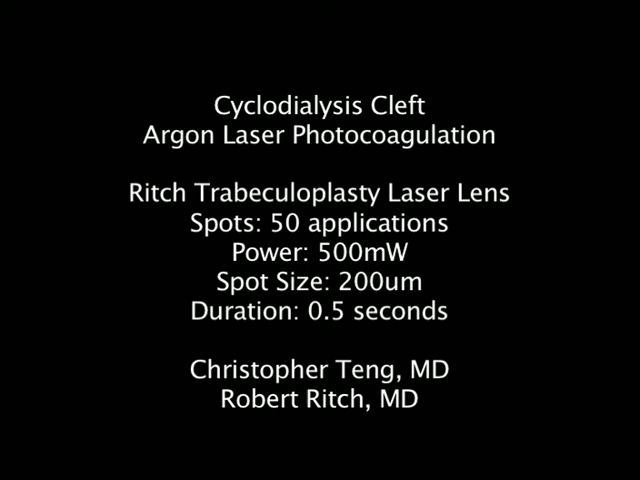 Cyclodialysis Cleft
Argon Laser Photocoagulation
Ritch Trabeculoplasty Laser Lens
Spots: 50 applications
Power: 500mW
Spot Size: 200um
Duration: 0.5 seconds
Christopher Teng, MD
Robert Ritch, MD